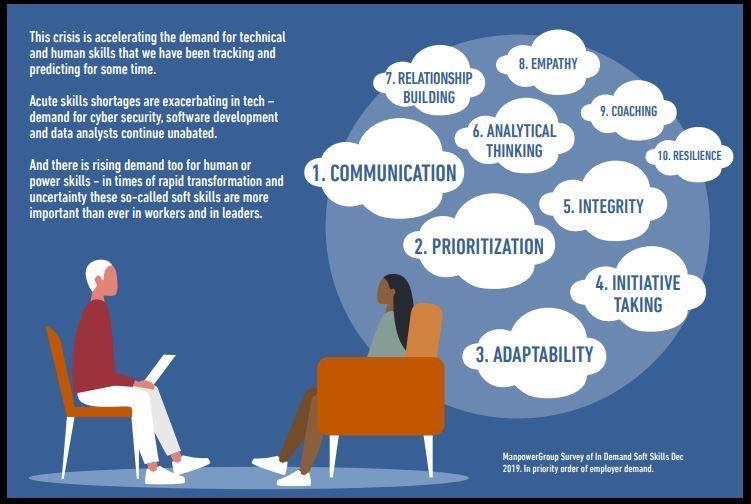 This crisis is accelerating the demand for technical
and human skills that we have been tracking and
predicting for some time.
Acute skills shortages are exacerbating in tech –
demand for cyber security, software development
and data analysts continue unabated.
And there is rising demand too for human or
power skills – in times of rapid transformation and
uncertainty these so-called soft skills are more
important than ever in workers and in leaders.
1. COMMUNICATION
2. PRIORITIZATION
3. ADAPTABILITY
4. INITIATIVE
TAKING
5. INTEGRITY
6. ANALYTICAL
THINKING
7. RELATIONSHIP
BUILDING
8. EMPATHY
9. COACHING
10. RESILIENCE
ManpowerGroup Survey of In Demand Soft Skills Dec
2019. In priority order of employer demand.